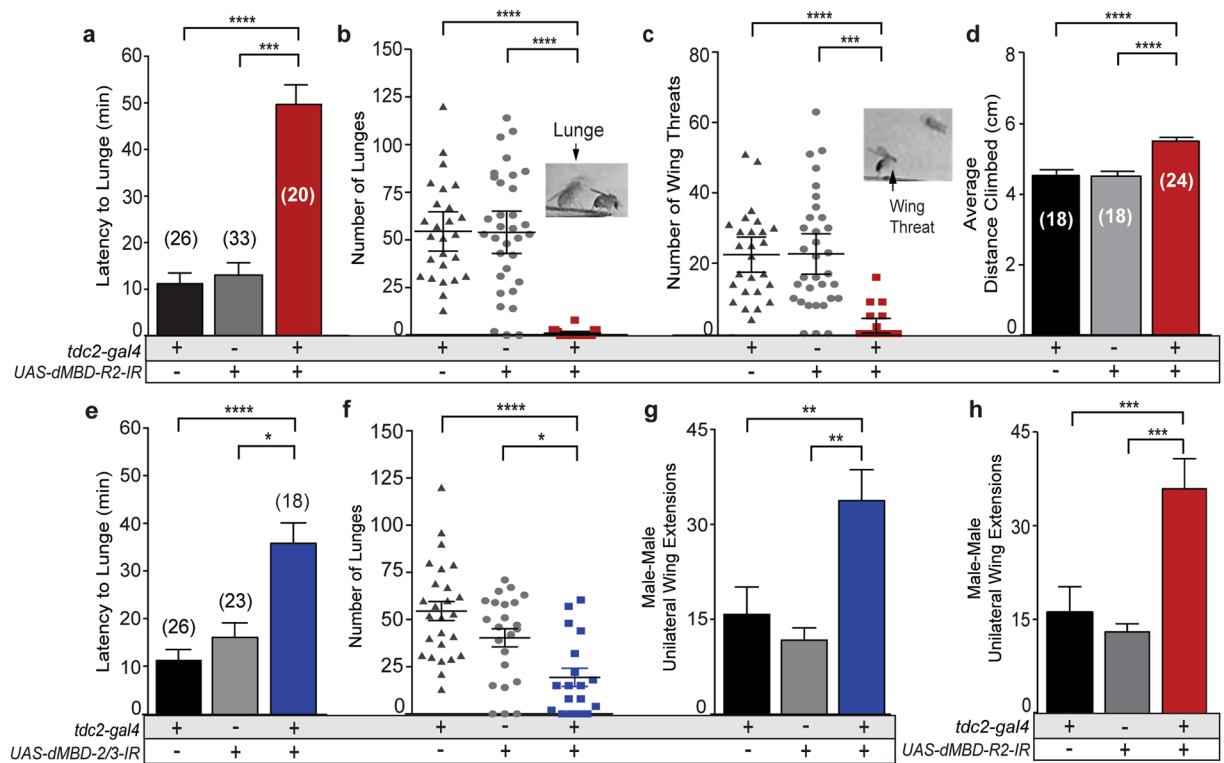 a
Latency to Lunge (min)
60
50
40
30
20
10
0
(26)
(33)
(20)
****
***
b
Number of Lunges
150
125
100
75
50
25
0
****
****
Lunge
c
Number of Wing Threats
80
60
40
20
0
****
***
Wing
Threat
d
Average
Distance Climbed (cm)
8
6
4
2
0
****
****
(18)
(18)
(24)
tdc2-gal4 + - + + - + + - + + - +
UAS-dMBD-R2-IR - + + - + + - + + - + +
e
Latency to Lunge (min)
60
50
40
30
20
10
0
(26)
(23)
(18)
****
*
f
Number of Lunges
150
125
100
75
50
25
0
****
*
g
Male-Male
Unilateral Wing Extensions
45
30
15
0
**
**
h
Male-Male
Unilateral Wing Extensions
45
30
15
0
***
***
tdc2-gal4 + - + + - + + - +
UAS-dMBD-2/3-IR - + + - + + - + +
tdc2-gal4 + - +
UAS-dMBD-R2-IR - + +